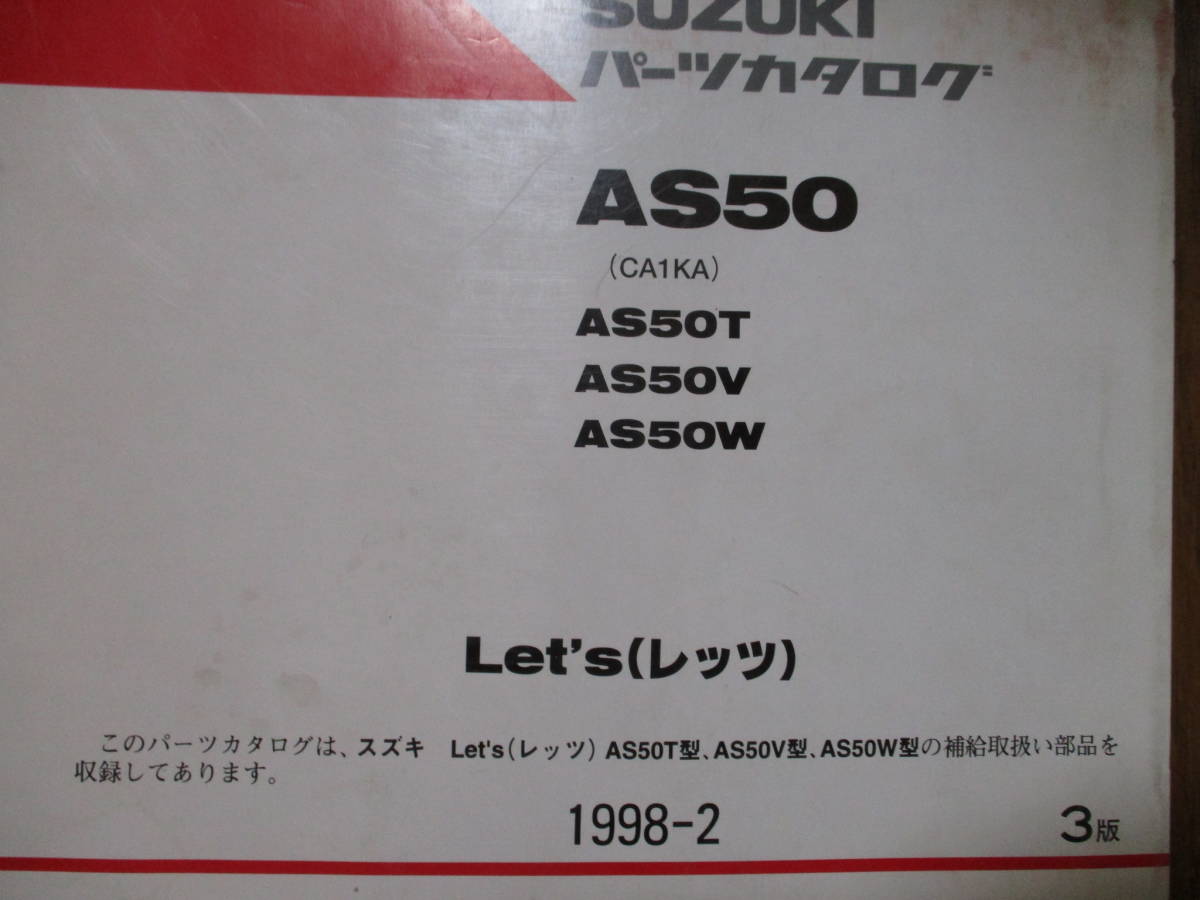 SUZUKI
パーツカタログ
AS50
(CA1KA)
AS50T
AS50V
AS50W
Let's(レッツ)
このパーツカタログは、スズキ Let's(レッツ) AS50T型、AS50V型、AS50W型の補給取扱い部品を
収録してあります。
1998-2 3版